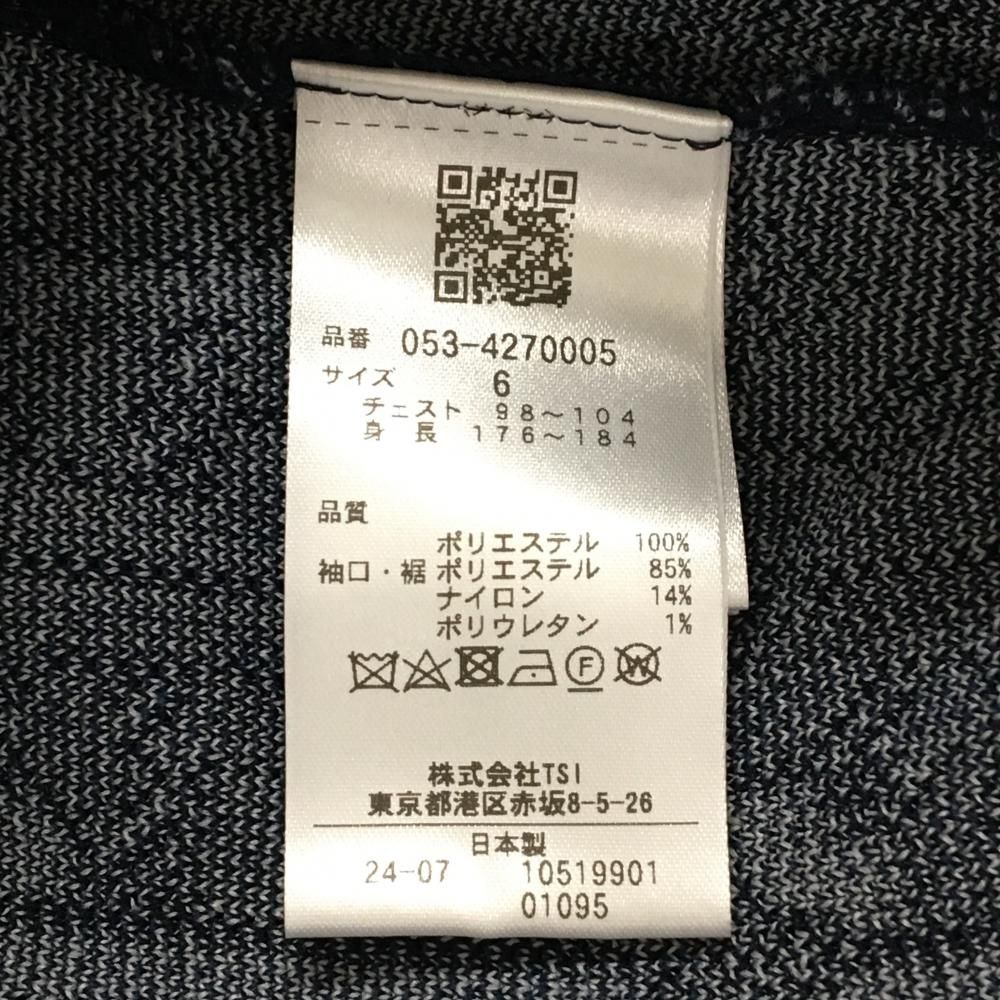 品番 053-4270005
サイズ 6
チェスト 98～104
身長 176～184
品質
ポリエステル 100%
袖口・裾 ポリエステル 85%
ナイロン 14%
ポリウレタン 1%
F W
株式会社TSI
東京都港区赤坂8-5-26
日本製
24-07 10519901
01095